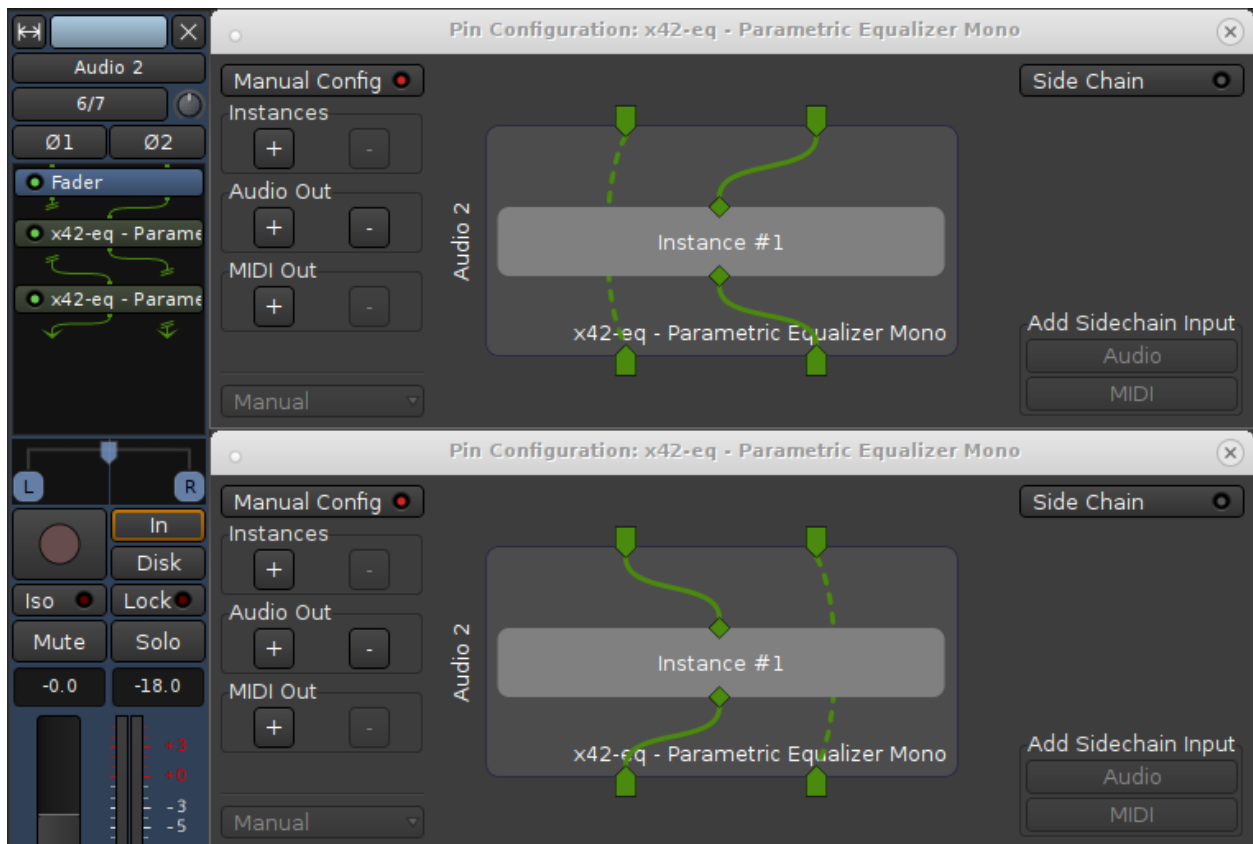 Audio 2
6/7
Ø1 Ø2
Fader
x42-eq - Parame
x42-eq - Parame
L R
In
Disk
Iso Lock
Mute Solo
-0.0 -18.0
+3
+0
-3
-5
Pin Configuration: x42-eq - Parametric Equalizer Mono
Manual Config
Side Chain
Instances
+ -
Audio Out
+ -
MIDI Out
+ -
Manual
Audio 2
Instance #1
x42-eq - Parametric Equalizer Mono
Add Sidechain Input
Audio
MIDI
Pin Configuration: x42-eq - Parametric Equalizer Mono
Manual Config
Side Chain
Instances
+ -
Audio Out
+ -
MIDI Out
+ -
Manual
Audio 2
Instance #1
x42-eq - Parametric Equalizer Mono
Add Sidechain Input
Audio
MIDI